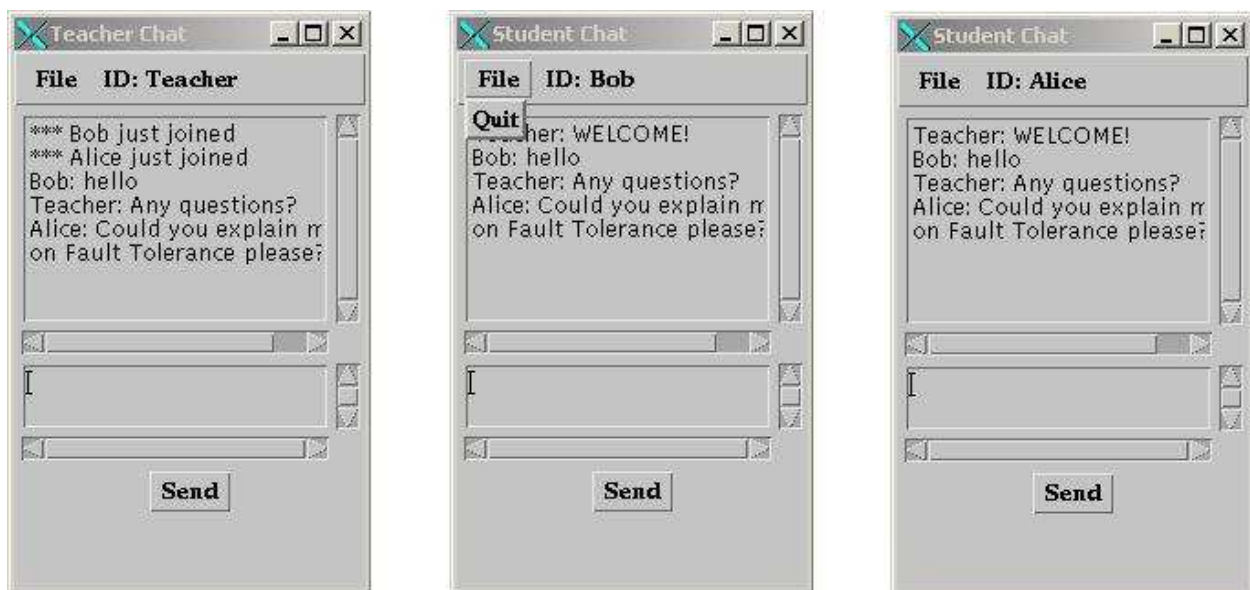 Teacher Chat
File ID: Teacher
*** Bob just joined
*** Alice just joined
Bob: hello
Teacher: Any questions?
Alice: Could you explain
on Fault Tolerance please?
Send
Student Chat
File ID: Bob
Quit
cher: WELCOME!
Bob: hello
Teacher: Any questions?
Alice: Could you explain
on Fault Tolerance please?
Send
Student Chat
File ID: Alice
Teacher: WELCOME!
Bob: hello
Teacher: Any questions?
Alice: Could you explain
on Fault Tolerance please?
Send